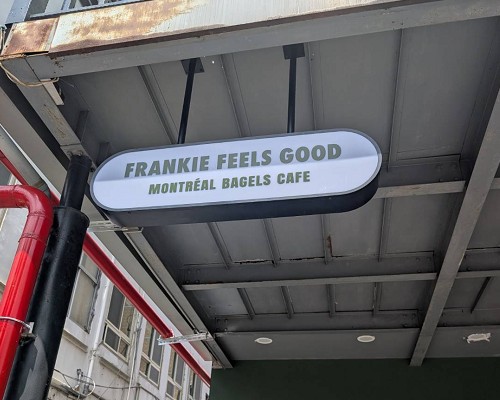 FRANKIE FEELS GOOD
MONTRÉAL BAGELS CAFE